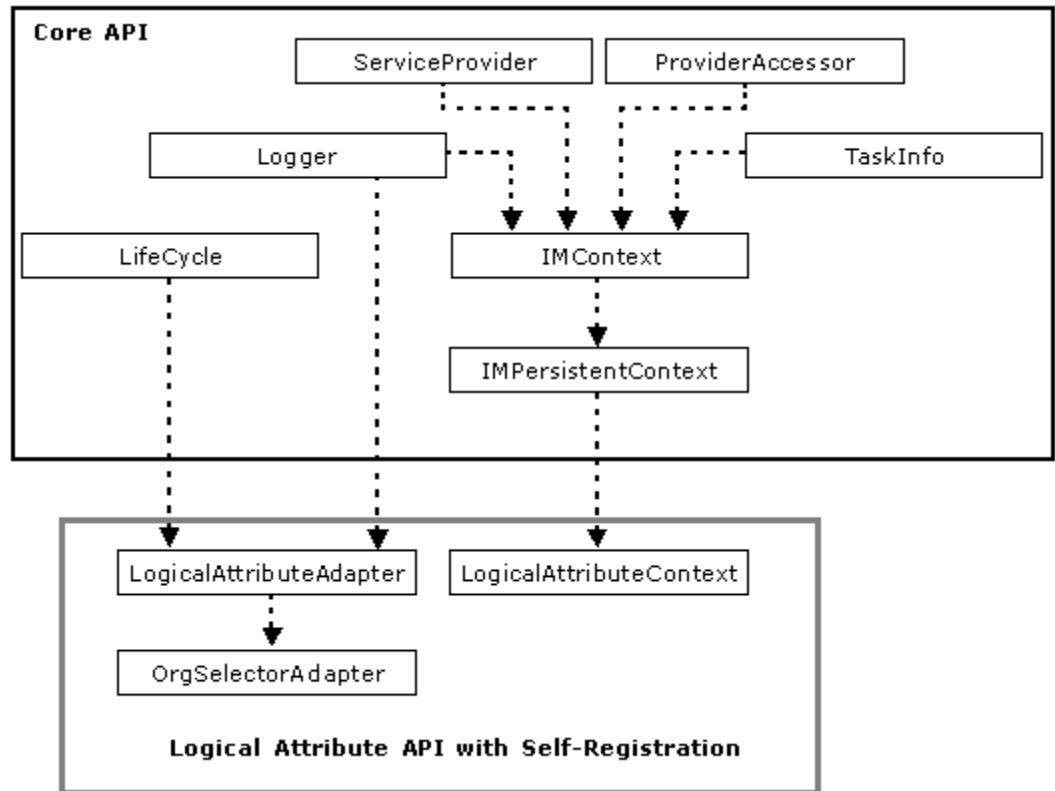 Core API
ServiceProvider
ProviderAccessor
Logger
TaskInfo
LifeCycle
IMContext
IMPersistentContext
LogicalAttributeAdapter
LogicalAttributeContext
OrgSelectorAdapter
Logical Attribute API with Self-Registration